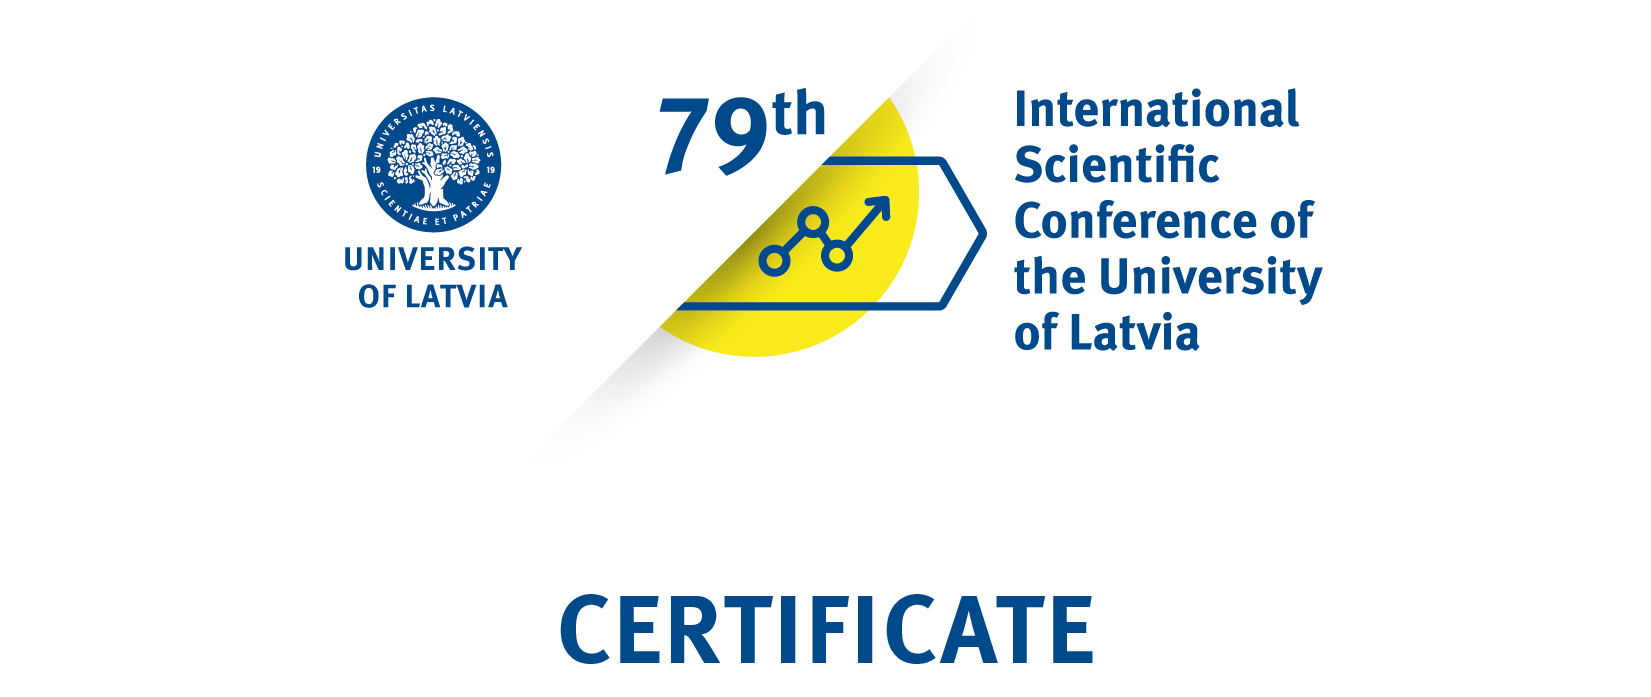 UNIVERSITAS LATVIENSIS
19 19
SCIENTIAE ET PATRIAE
UNIVERSITY
OF LATVIA
79th
International
Scientific
Conference of
the University
of Latvia
CERTIFICATE